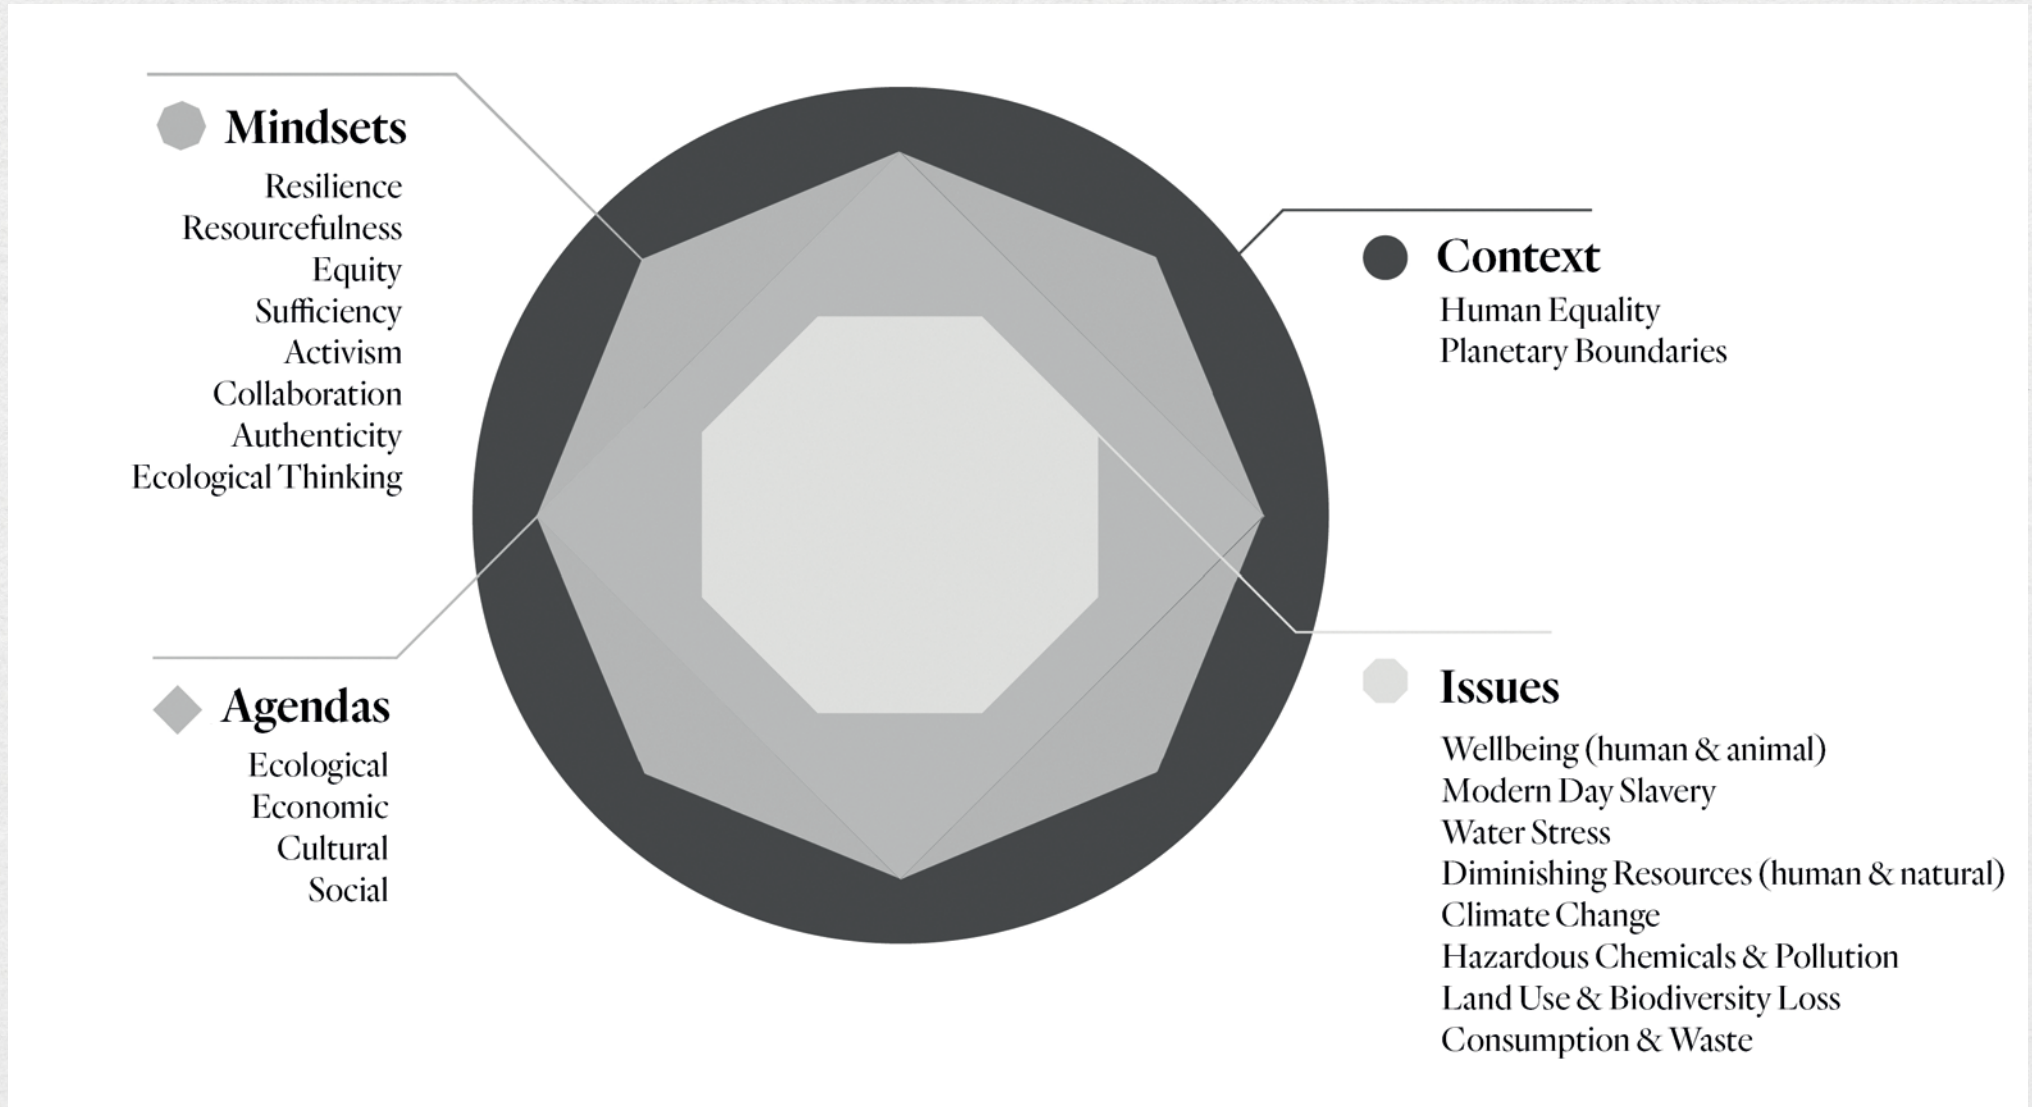 Mindsets
Resilience
Resourcefulness
Equity
Sufficiency
Activism
Collaboration
Authenticity
Ecological Thinking
Agendas
Ecological
Economic
Cultural
Social
Context
Human Equality
Planetary Boundaries
Issues
Wellbeing (human & animal)
Modern Day Slavery
Water Stress
Diminishing Resources (human & natural)
Climate Change
Hazardous Chemicals & Pollution
Land Use & Biodiversity Loss
Consumption & Waste